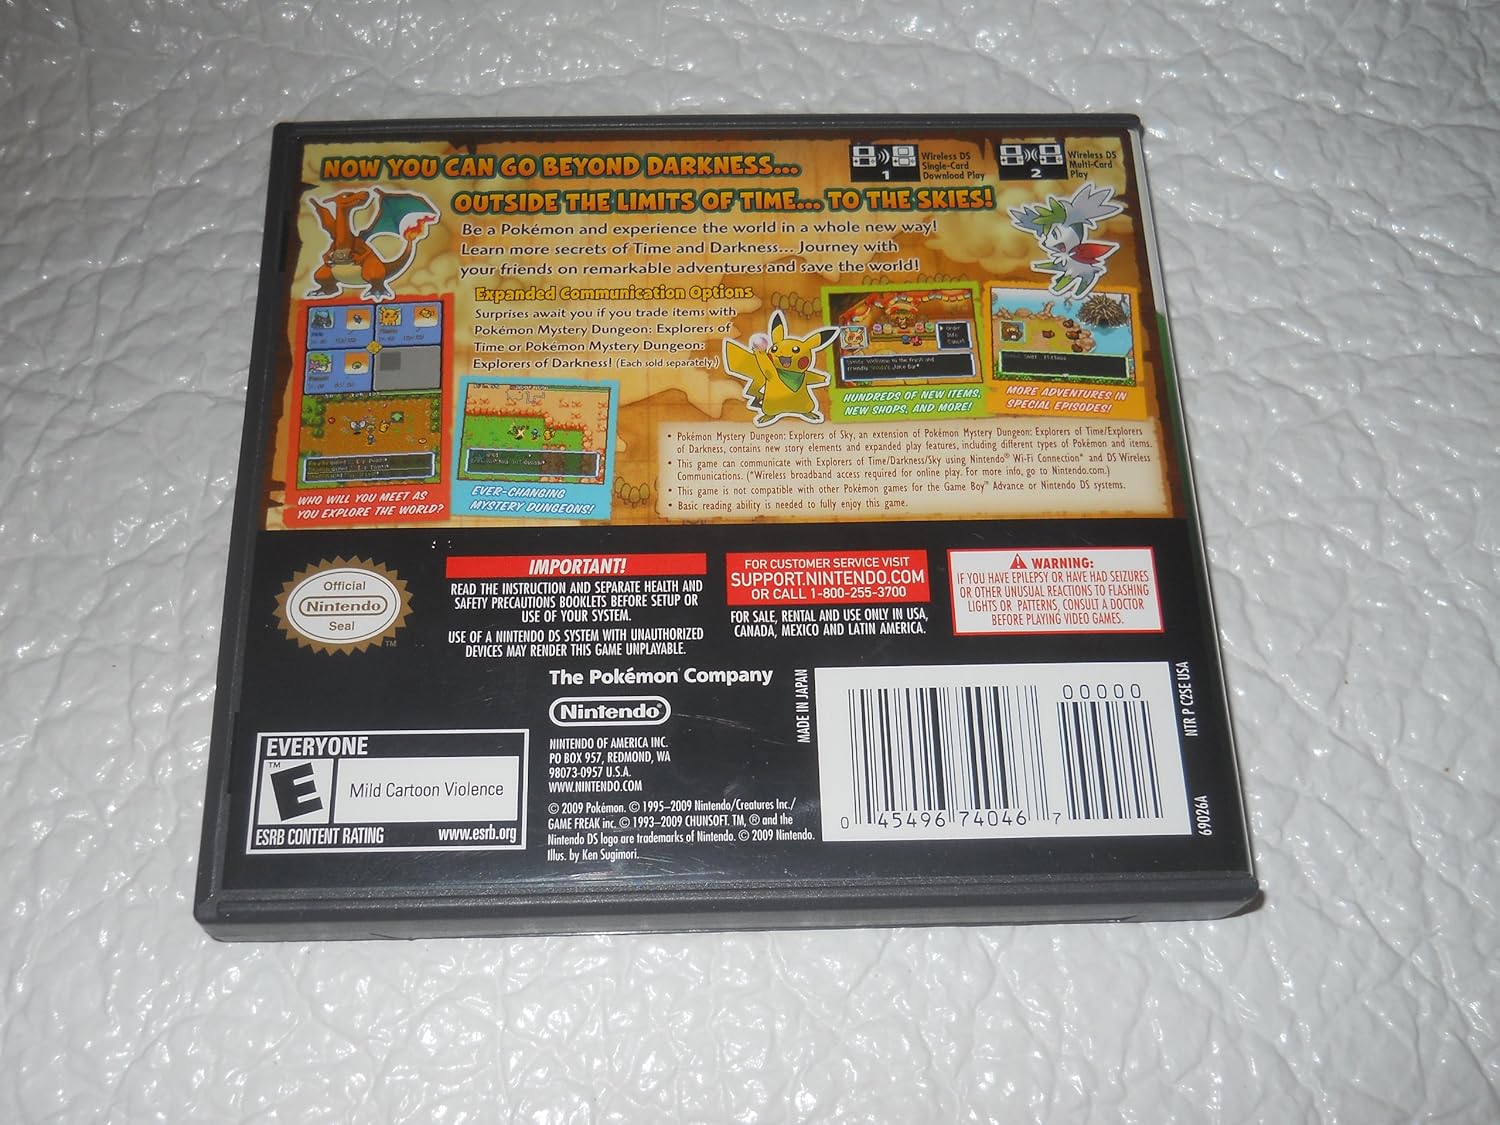 NOW YOU CAN GO BEYOND DARKNESS...
OUTSIDE THE LIMITS OF TIME... TO THE SKIES!
1
Wireless DS
Single-Card
Download Play
2
Wireless DS
Multi-Card
Play
Be a Pokémon and experience the world in a whole new way!
Learn more secrets of Time and Darkness... Journey with
your friends on remarkable adventures and save the world!
Expanded Communication Options
Surprises await you if you trade items with
Pokémon Mystery Dungeon: Explorers of
Time or Pokémon Mystery Dungeon:
Explorers of Darkness! (Each sold separately.)
WHO WILL YOU MEET AS
YOU EXPLORE THE WORLD?
EVER-CHANGING
MYSTERY DUNGEONS!
Order
Info
Cancel
Welcome to the fresh and
friendly Spinda's Juice Bar
HUNDREDS OF NEW ITEMS,
NEW SHOPS, AND MORE!
MORE ADVENTURES IN
SPECIAL EPISODES!
• Pokémon Mystery Dungeon: Explorers of Sky, an extension of Pokémon Mystery Dungeon: Explorers of Time/Explorers
of Darkness, contains new story elements and expanded play features, including different types of Pokémon and items.
• This game can communicate with Explorers of Time/Darkness/Sky using Nintendo® Wi-Fi Connection* and DS Wireless
Communications. (*Wireless broadband access required for online play. For more info, go to Nintendo.com.)
• This game is not compatible with other Pokémon games for the Game Boy™ Advance or Nintendo DS systems.
• Basic reading ability is needed to fully enjoy this game.
Official
Nintendo
Seal
TM
IMPORTANT!
READ THE INSTRUCTION AND SEPARATE HEALTH AND
SAFETY PRECAUTIONS BOOKLETS BEFORE SETUP OR
USE OF YOUR SYSTEM.
USE OF A NINTENDO DS SYSTEM WITH UNAUTHORIZED
DEVICES MAY RENDER THIS GAME UNPLAYABLE.
FOR CUSTOMER SERVICE VISIT
SUPPORT.NINTENDO.COM
OR CALL 1-800-255-3700
FOR SALE, RENTAL AND USE ONLY IN USA,
CANADA, MEXICO AND LATIN AMERICA.
WARNING:
IF YOU HAVE EPILEPSY OR HAVE HAD SEIZURES
OR OTHER UNUSUAL REACTIONS TO FLASHING
LIGHTS OR PATTERNS, CONSULT A DOCTOR
BEFORE PLAYING VIDEO GAMES.
The Pokémon Company
Nintendo®
NINTENDO OF AMERICA INC.
PO BOX 957, REDMOND, WA
98073-0957 U.S.A.
WWW.NINTENDO.COM
© 2009 Pokémon. © 1995–2009 Nintendo/Creatures Inc./
GAME FREAK inc. © 1993–2009 CHUNSOFT. TM, ® and the
Nintendo DS logo are trademarks of Nintendo. © 2009 Nintendo.
Illus. by Ken Sugimori.
EVERYONE
TM
E
Mild Cartoon Violence
ESRB CONTENT RATING
www.esrb.org
MADE IN JAPAN
00000
0 45496 74046 7
NTR P C2SE USA
69026A